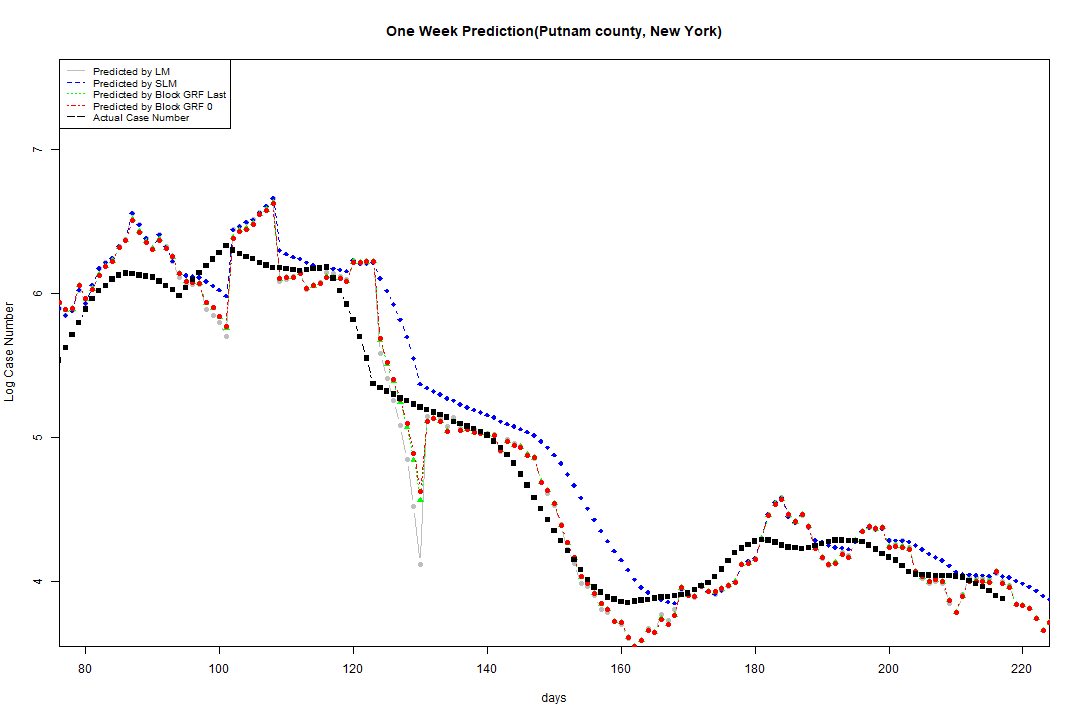 One Week Prediction(Putnam county, New York)
Predicted by LM
Predicted by SLM
Predicted by Block GRF Last
Predicted by Block GRF 0
Actual Case Number
Log Case Number
7
6
5
4
80 100 120 140 160 180 200 220
days